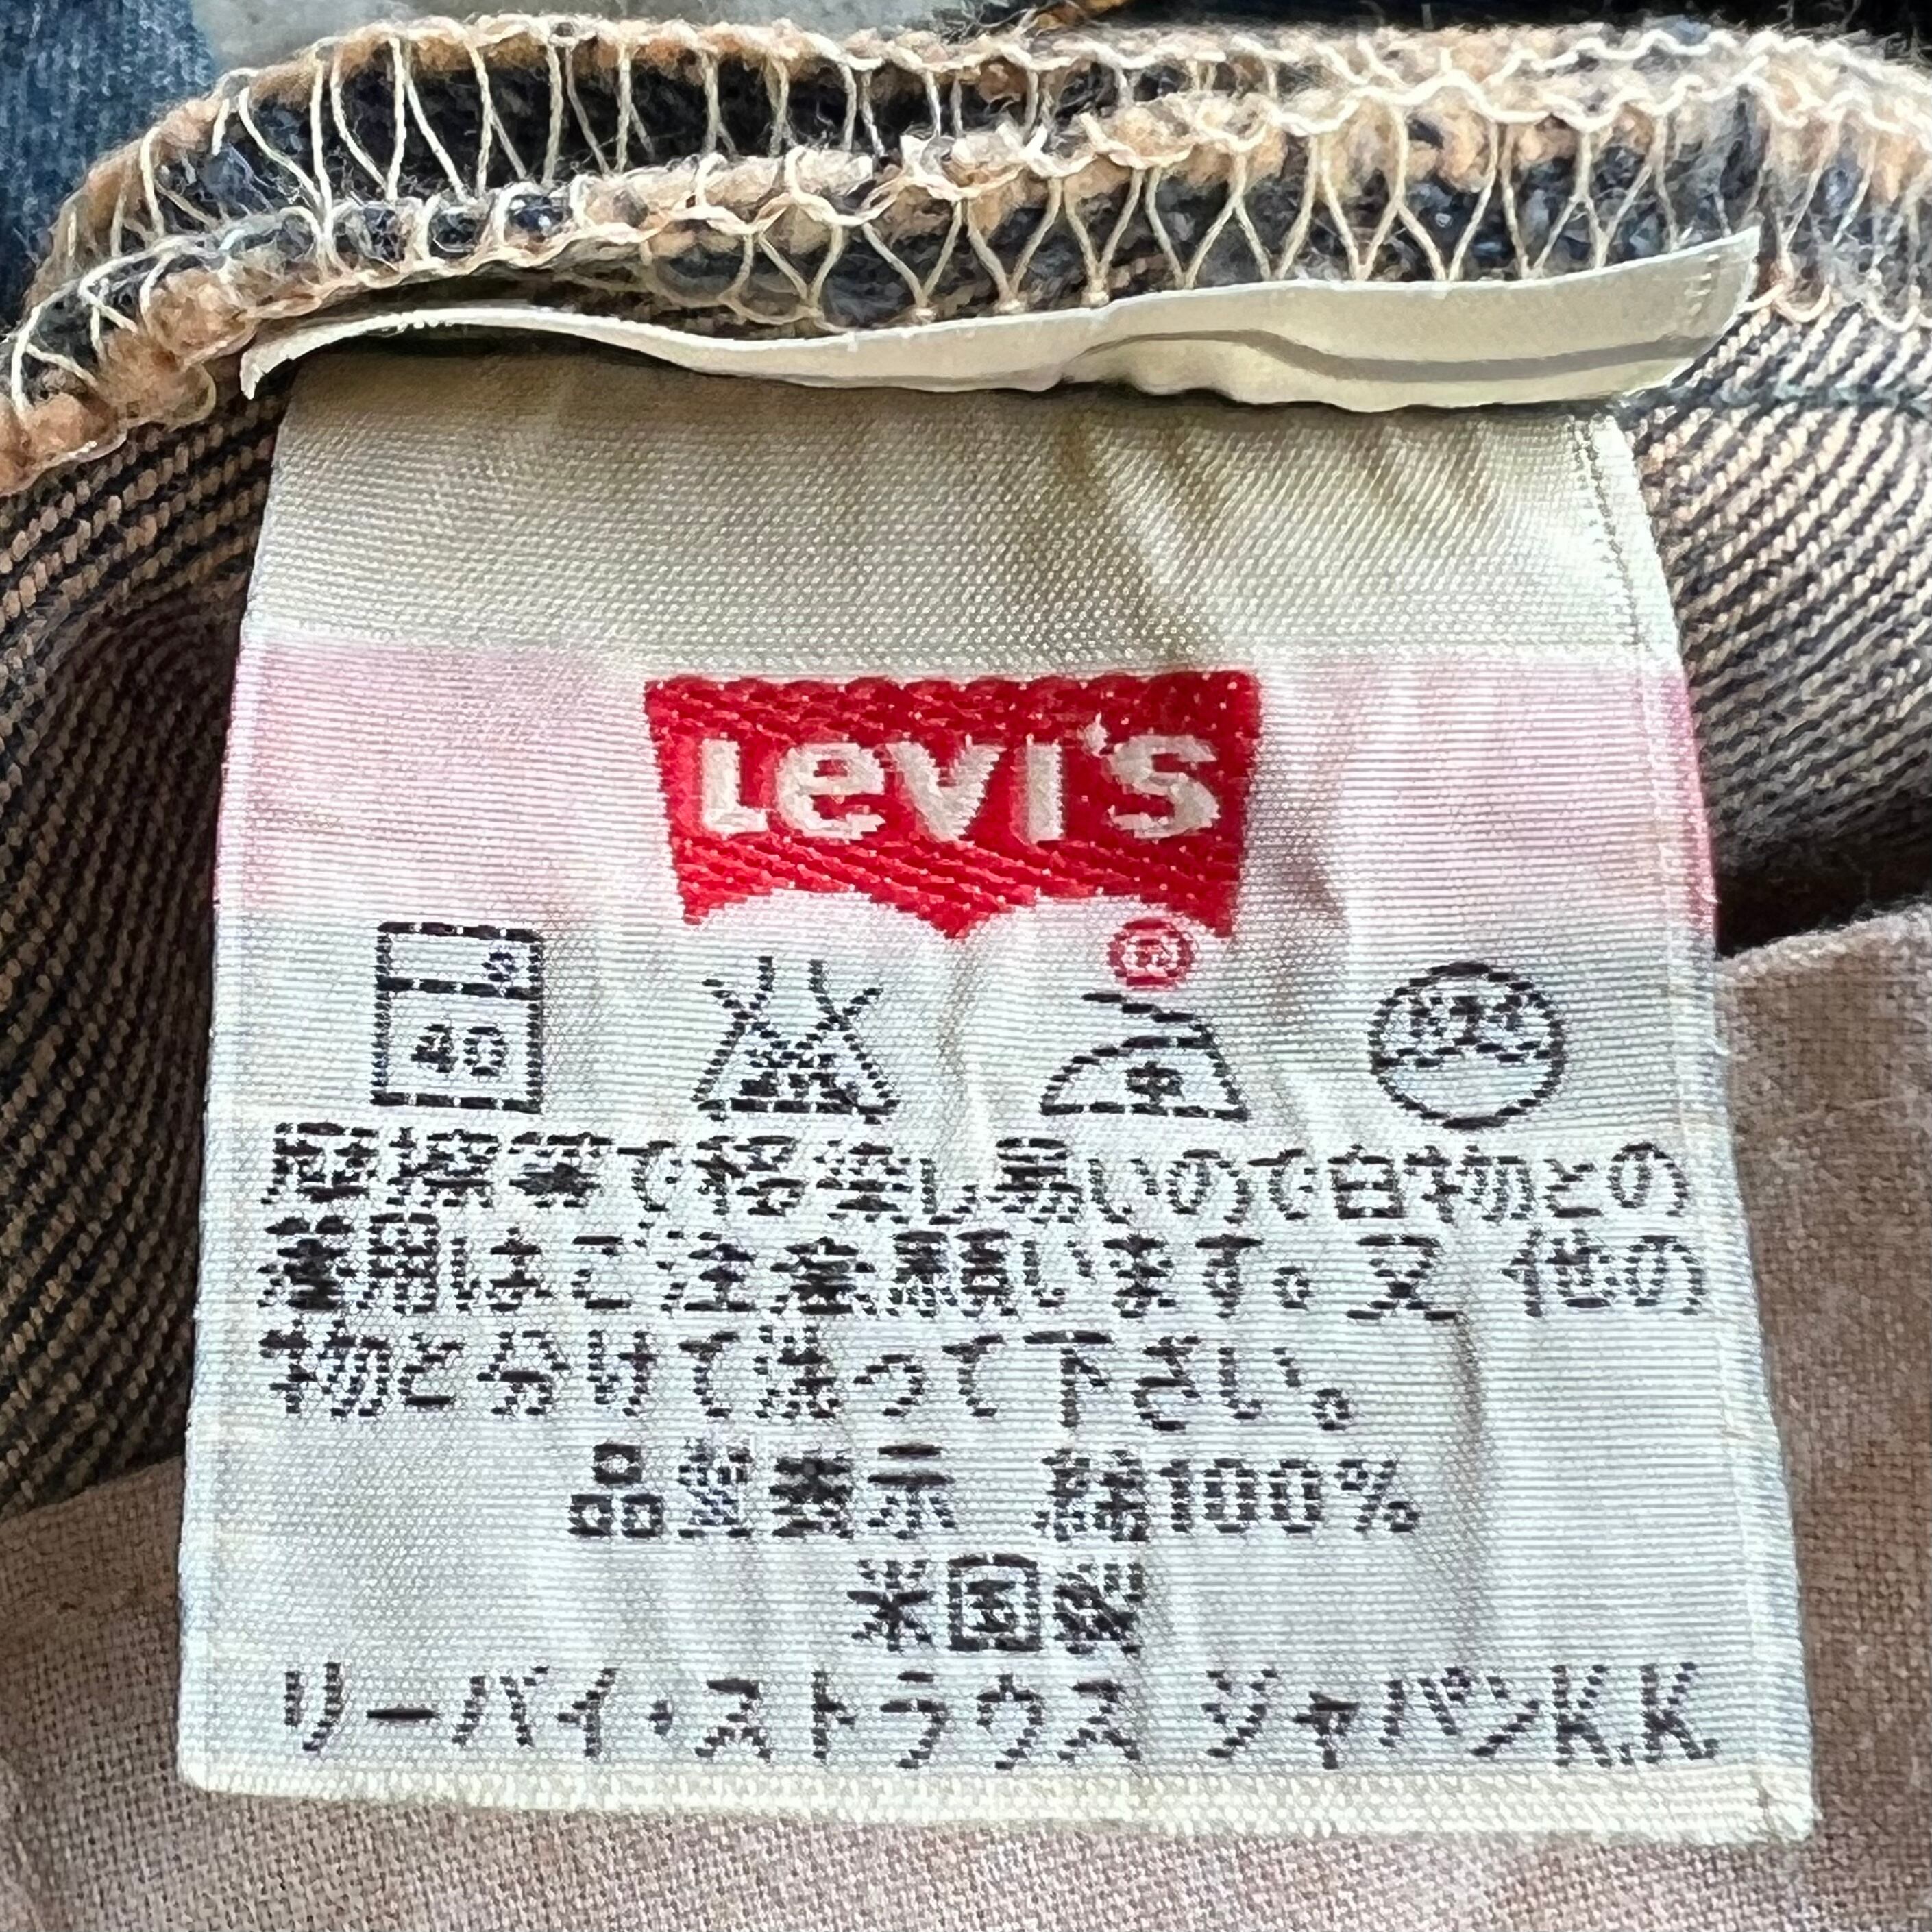 Levi's
®
40
摩擦等で移染し易いので白物との
着用はご注意願います。又 他の
物と分けて洗って下さい。
品質表示 綿100%
米国製
リーバイ・ストラウス ジャパンK.K.